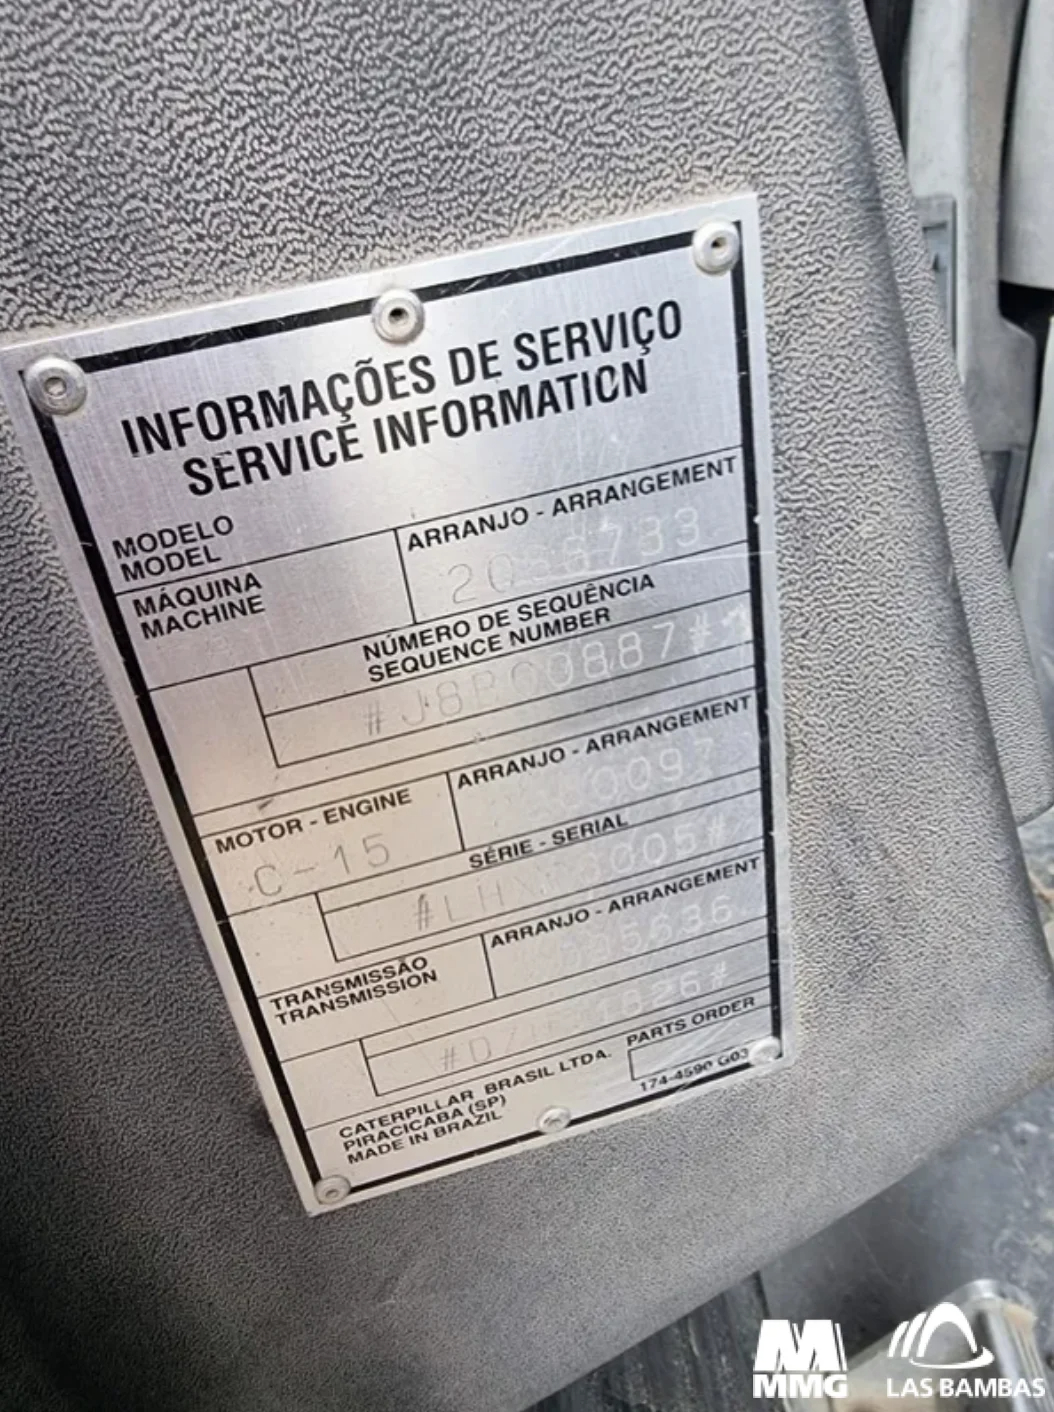 INFORMAÇÕES DE SERVIÇO
SERVICE INFORMATION
MODELO
MODEL
ARRANJO - ARRANGEMENT
MÁQUINA
MACHINE
NÚMERO DE SEQUÊNCIA
SEQUENCE NUMBER
MOTOR - ENGINE
ARRANJO - ARRANGEMENT
C-15
SÉRIE - SERIAL
TRANSMISSÃO
TRANSMISSION
ARRANJO - ARRANGEMENT
CATERPILLAR BRASIL LTDA.
PIRACICABA (SP)
MADE IN BRAZIL
PARTS ORDER
174-4590 G03
MMG
LAS BAMBAS